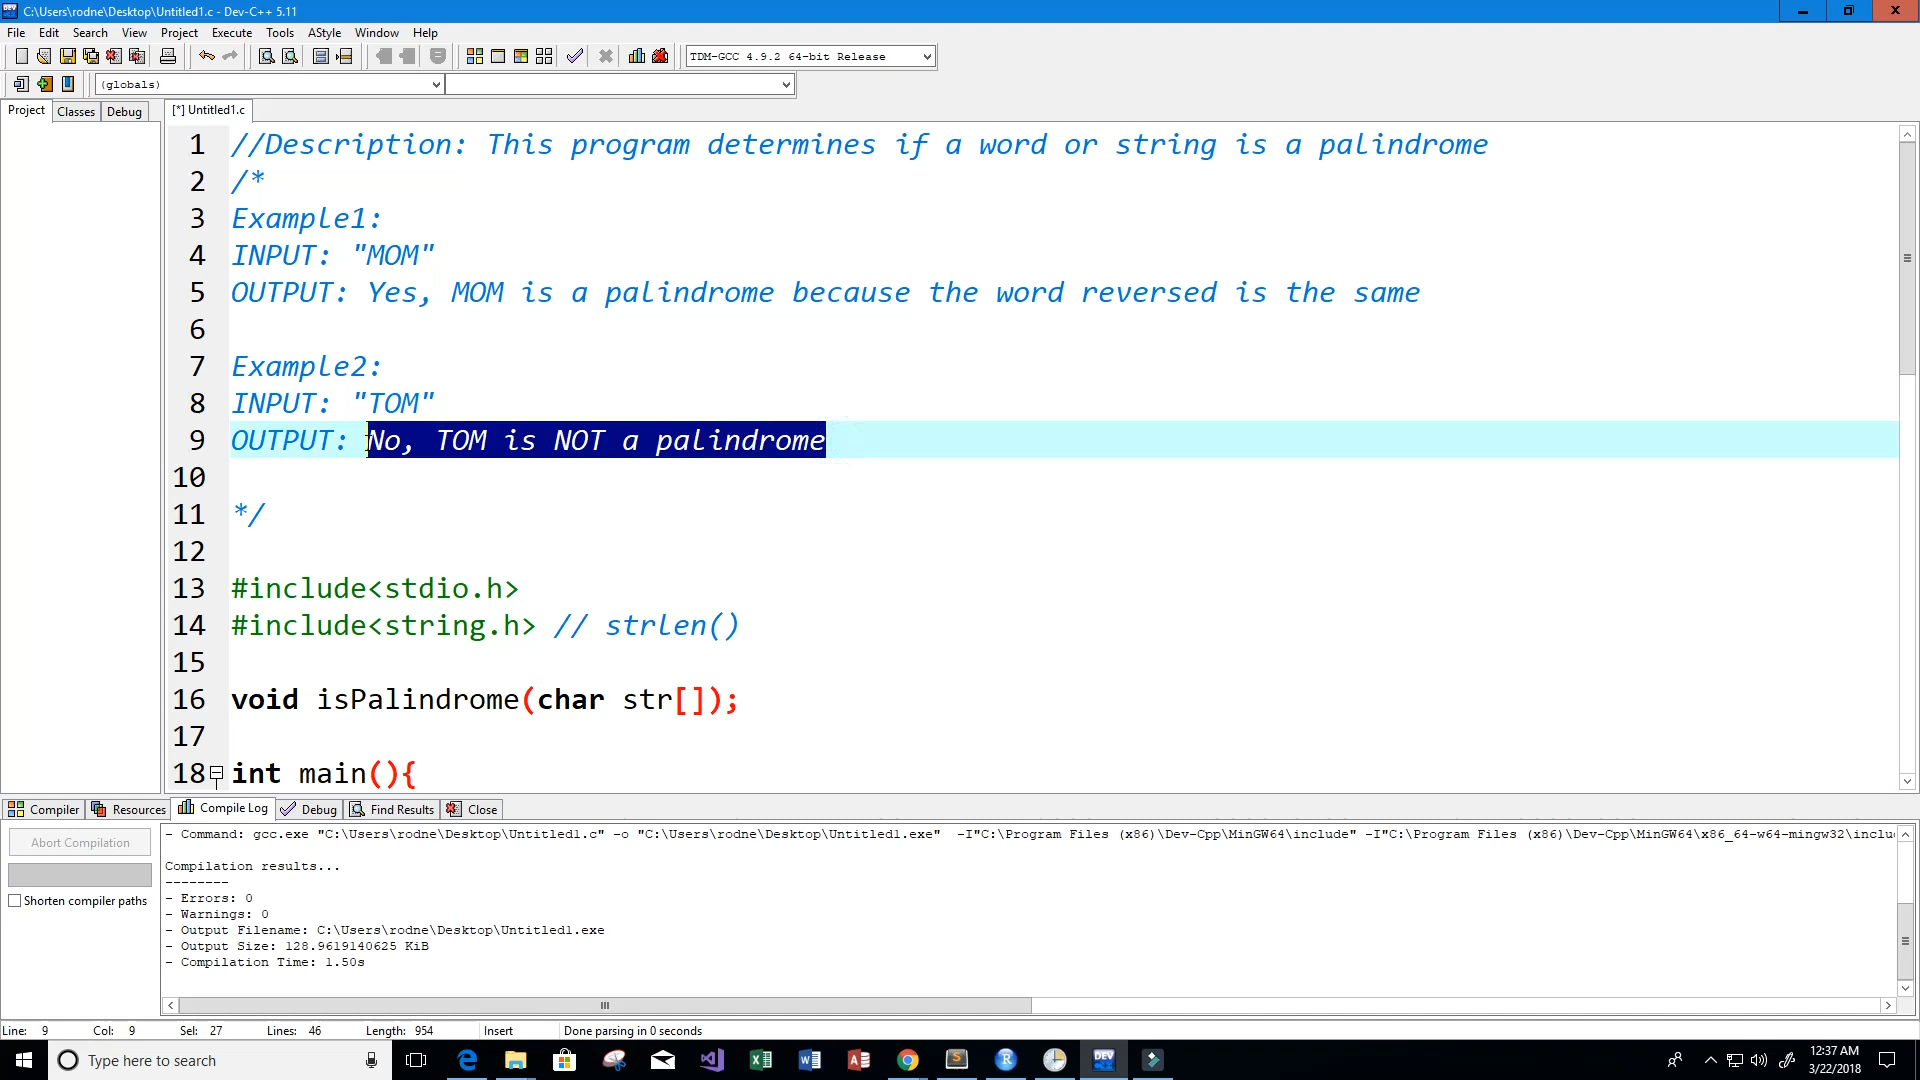 C:\Users\rodne\Desktop\Untitled1.c - Dev-C++ 5.11
File Edit Search View Project Execute Tools AStyle Window Help
TDM-GCC 4.9.2 64-bit Release
(globals)
Project Classes Debug [*] Untitled1.c
1 //Description: This program determines if a word or string is a palindrome
2 /*
3 Example1:
4 INPUT: "MOM"
5 OUTPUT: Yes, MOM is a palindrome because the word reversed is the same
6
7 Example2:
8 INPUT: "TOM"
9 OUTPUT: No, TOM is NOT a palindrome
10
11 */
12
13 #include<stdio.h>
14 #include<string.h> // strlen()
15
16 void isPalindrome(char str[]);
17
18 int main(){
Compiler Resources Compile Log Debug Find Results Close
Abort Compilation
Shorten compiler paths
- Command: gcc.exe "C:\Users\rodne\Desktop\Untitled1.c" -o "C:\Users\rodne\Desktop\Untitled1.exe" -I"C:\Program Files (x86)\Dev-Cpp\MinGW64\include" -I"C:\Program Files (x86)\Dev-Cpp\MinGW64\x86_64-w64-mingw32\inclu
Compilation results...
--------
- Errors: 0
- Warnings: 0
- Output Filename: C:\Users\rodne\Desktop\Untitled1.exe
- Output Size: 128.9619140625 KiB
- Compilation Time: 1.50s
Line: 9 Col: 9 Sel: 27 Lines: 46 Length: 954 Insert Done parsing in 0 seconds
Type here to search
DEV
12:37 AM
3/22/2018